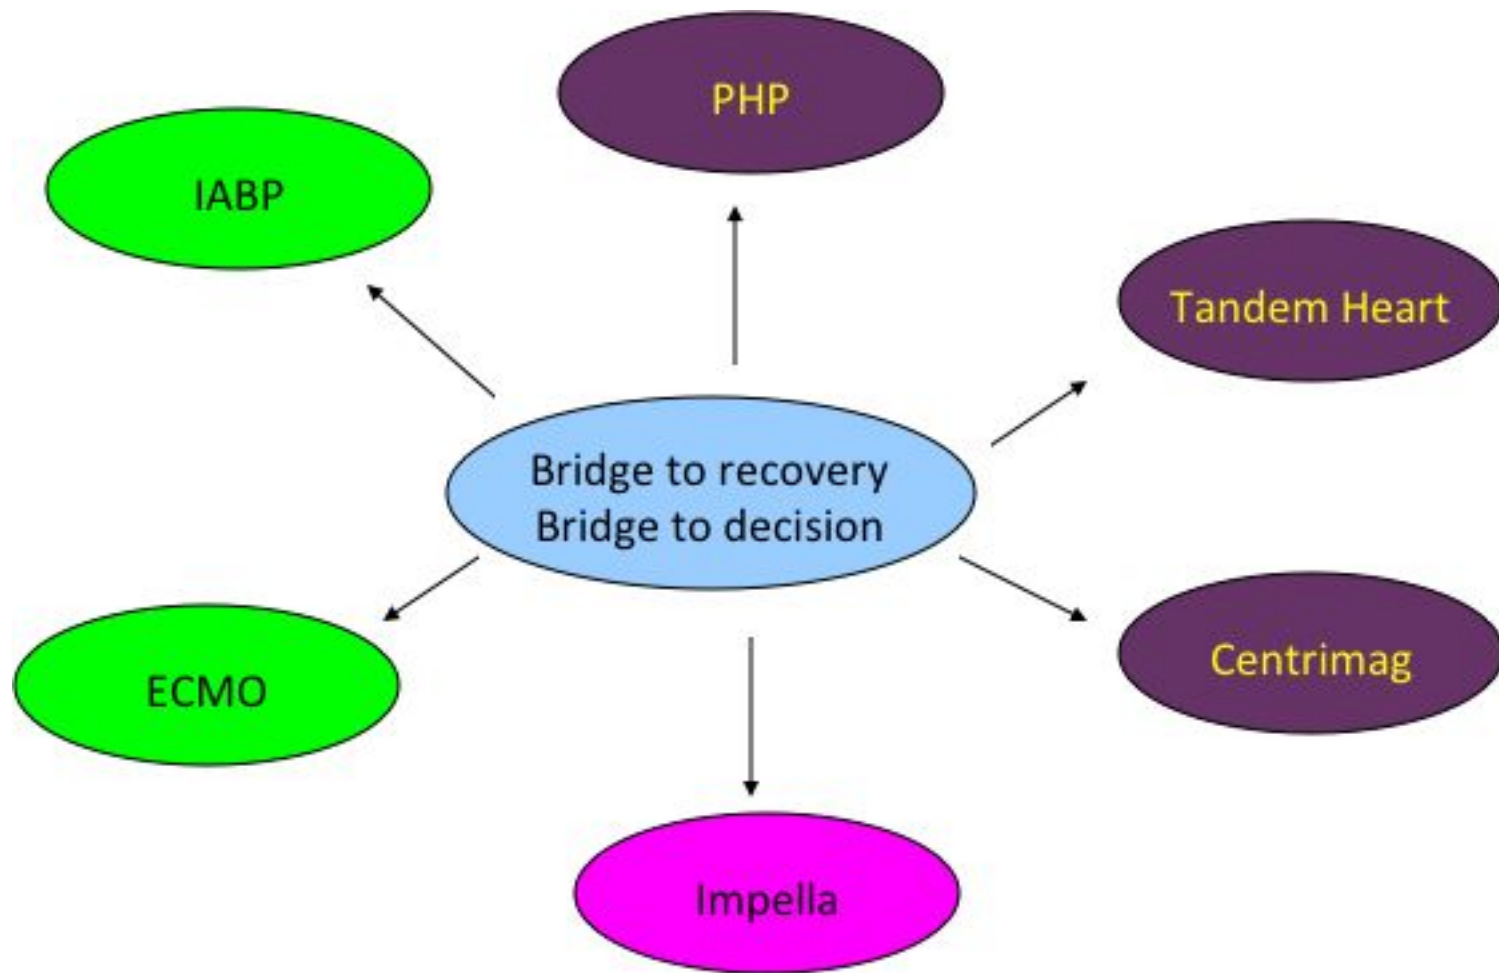 PHP
IABP
Tandem Heart
Bridge to recovery
Bridge to decision
Centrimag
ECMO
Impella